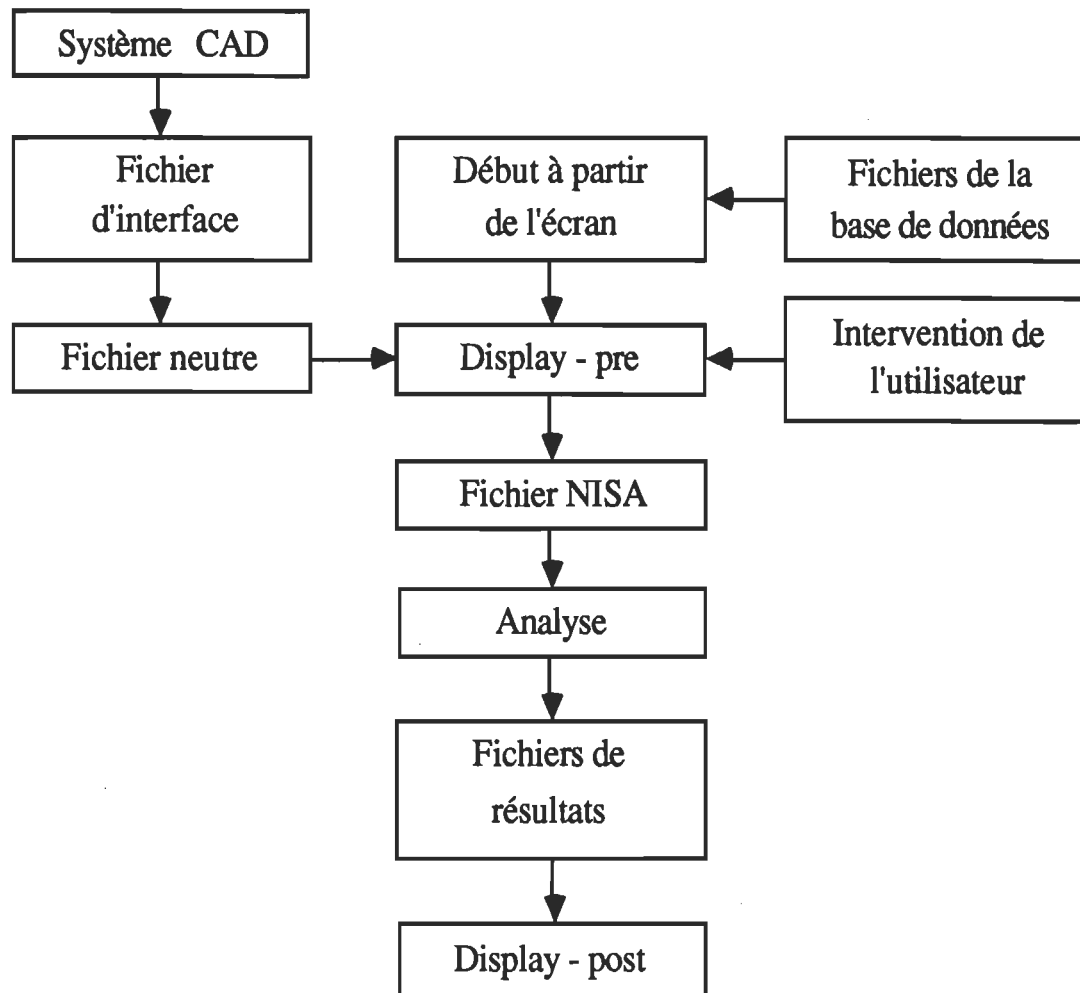 Système CAD
Fichier
d'interface
Début à partir
de l'écran
Fichiers de la
base de données
Fichier neutre
Display - pre
Intervention de
l'utilisateur
Fichier NISA
Analyse
Fichiers de
résultats
Display - post